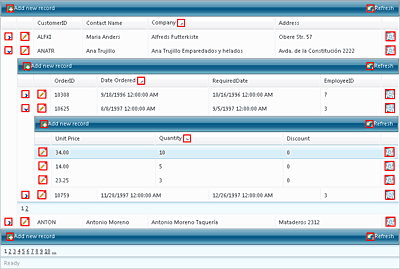 Add new record Refresh
CustomerID Contact Name Company Address
ALFKI Maria Anders Alfreds Futterkiste Obere Str. 57
ANATR Ana Trujillo Ana Trujillo Emparedados y helados Avda. de la Constitución 2222
Add new record Refresh
OrderID Date Ordered RequiredDate EmployeeID
10308 9/18/1996 12:00:00 AM 10/16/1996 12:00:00 AM 7
10625 8/8/1997 12:00:00 AM 9/5/1997 12:00:00 AM 3
Add new record Refresh
Unit Price Quantity Discount
34.00 10 0
14.00 5 0
23.25 3 0
10759 11/28/1997 12:00:00 AM 12/26/1997 12:00:00 AM 3
1 2
ANTON Antonio Moreno Antonio Moreno Taquería Mataderos 2312
Add new record Refresh
1 2 3 4 5 6 7 8 9 10 ...
Ready